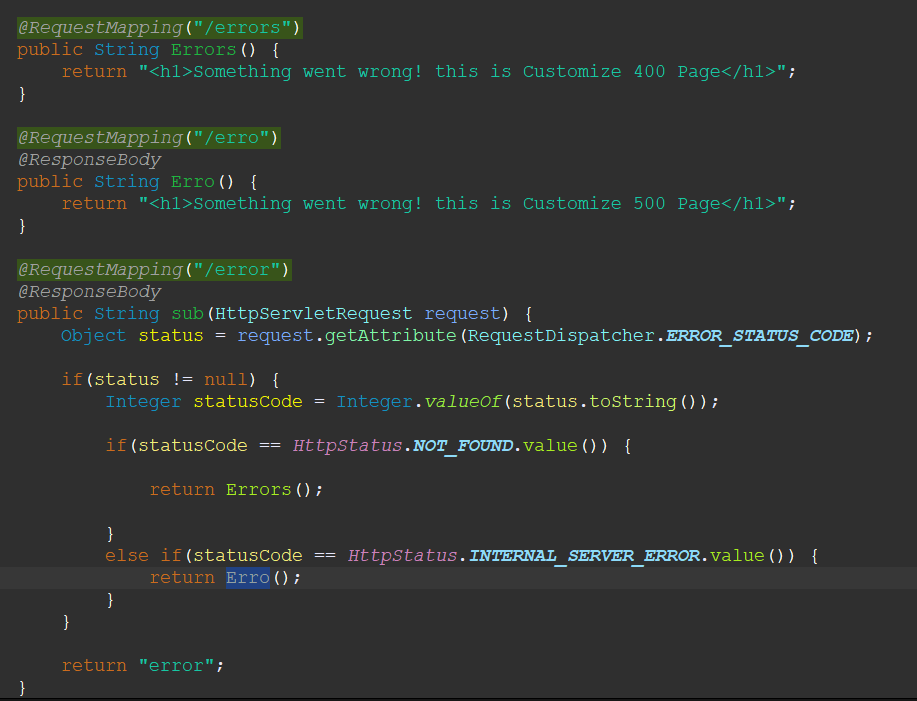 @RequestMapping("/errors")
public String Errors() {
return "<h1>Something went wrong! this is Customize 400 Page</h1>";
}
@RequestMapping("/erro")
@ResponseBody
public String Erro() {
return "<h1>Something went wrong! this is Customize 500 Page</h1>";
}
@RequestMapping("/error")
@ResponseBody
public String sub(HttpServletRequest request) {
Object status = request.getAttribute(RequestDispatcher.ERROR_STATUS_CODE);
if(status != null) {
Integer statusCode = Integer.valueOf(status.toString());
if(statusCode == HttpStatus.NOT_FOUND.value()) {
return Errors();
}
else if(statusCode == HttpStatus.INTERNAL_SERVER_ERROR.value()) {
return Erro();
}
}
return "error";
}